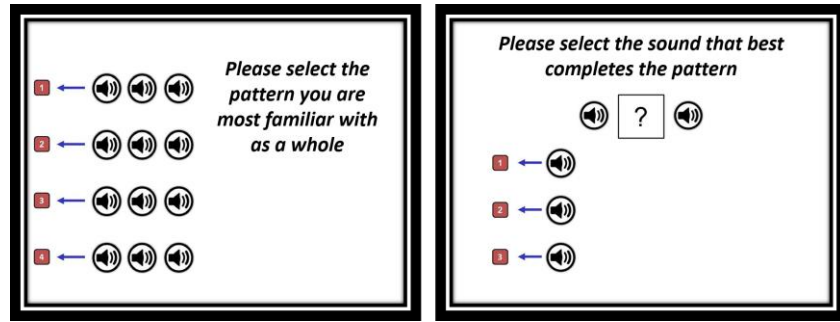 Please select the
pattern you are
most familiar with
as a whole
1
2
3
4
Please select the sound that best
completes the pattern
?
1
2
3